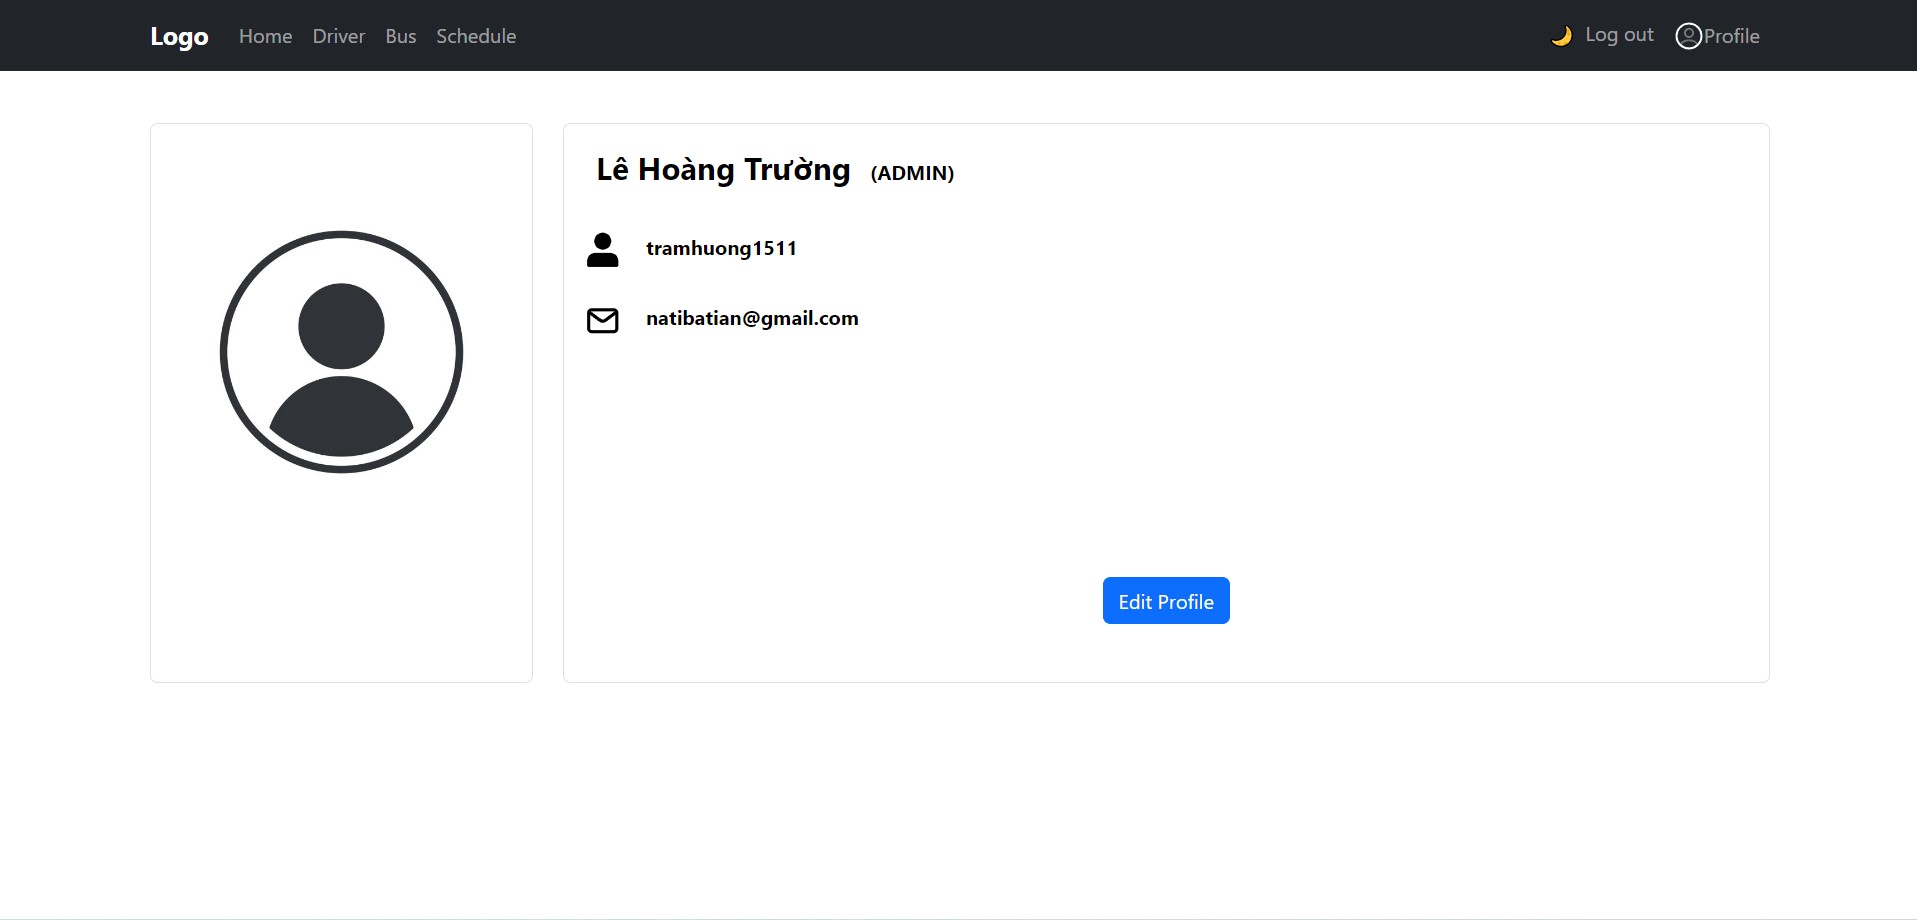 Logo Home Driver Bus Schedule Log out Profile
Lê Hoàng Trường (ADMIN)
tramhuong1511
natibatian@gmail.com
Edit Profile